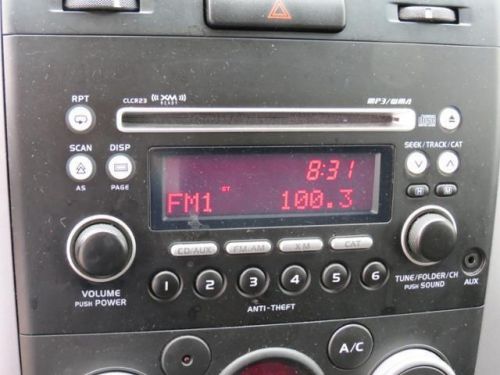 RPT
CLCR23
XM
READY
MP3/WMA
SCAN
DISP
AS
PAGE
8:31
FM1 ST 100.3
SEEK/TRACK/CAT
CD/AUX
FM·AM
XM
CAT
1 2 3 4 5 6
ANTI-THEFT
VOLUME
PUSH POWER
TUNE/FOLDER/CH
PUSH SOUND
AUX
A/C